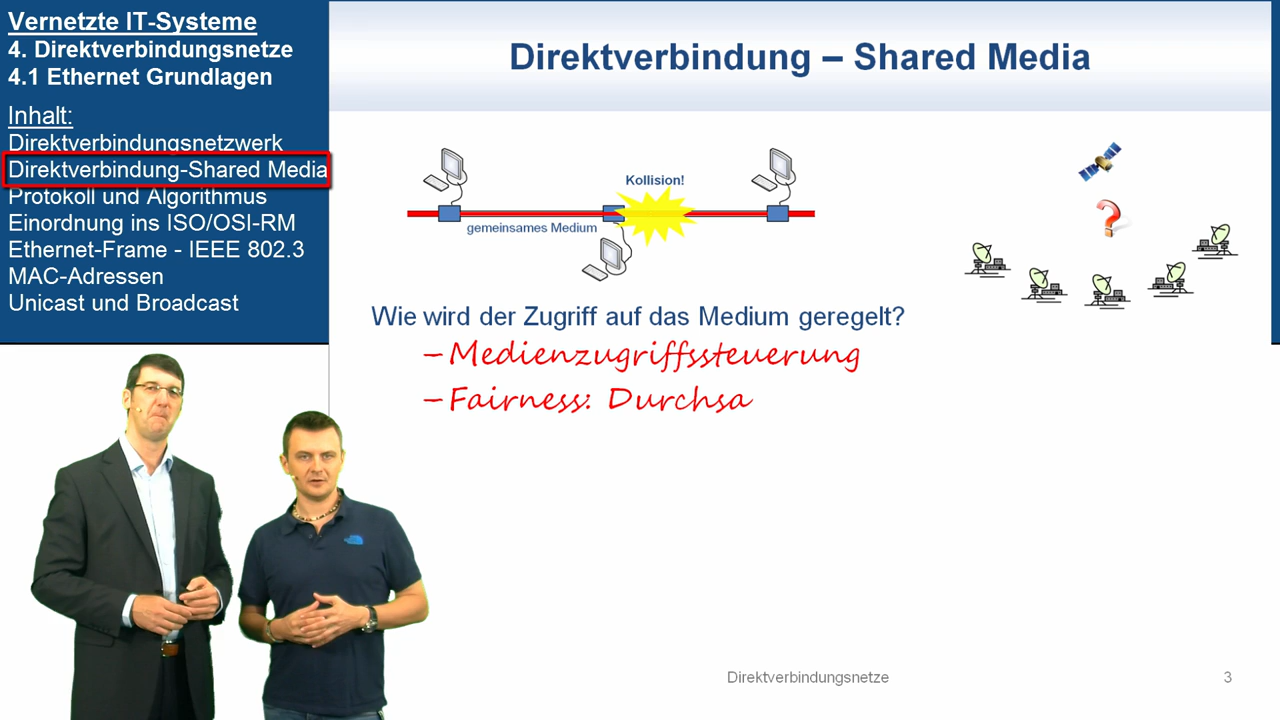 Vernetzte IT-Systeme
4. Direktverbindungsnetze
4.1 Ethernet Grundlagen
Inhalt:
Direktverbindungsnetzwerk
Direktverbindung-Shared Media
Protokoll und Algorithmus
Einordnung ins ISO/OSI-RM
Ethernet-Frame - IEEE 802.3
MAC-Adressen
Unicast und Broadcast
Direktverbindung – Shared Media
Kollision!
gemeinsames Medium
?
Wie wird der Zugriff auf das Medium geregelt?
–Medienzugriffssteuerung
–Fairness: Durchsa
Direktverbindungsnetze
3